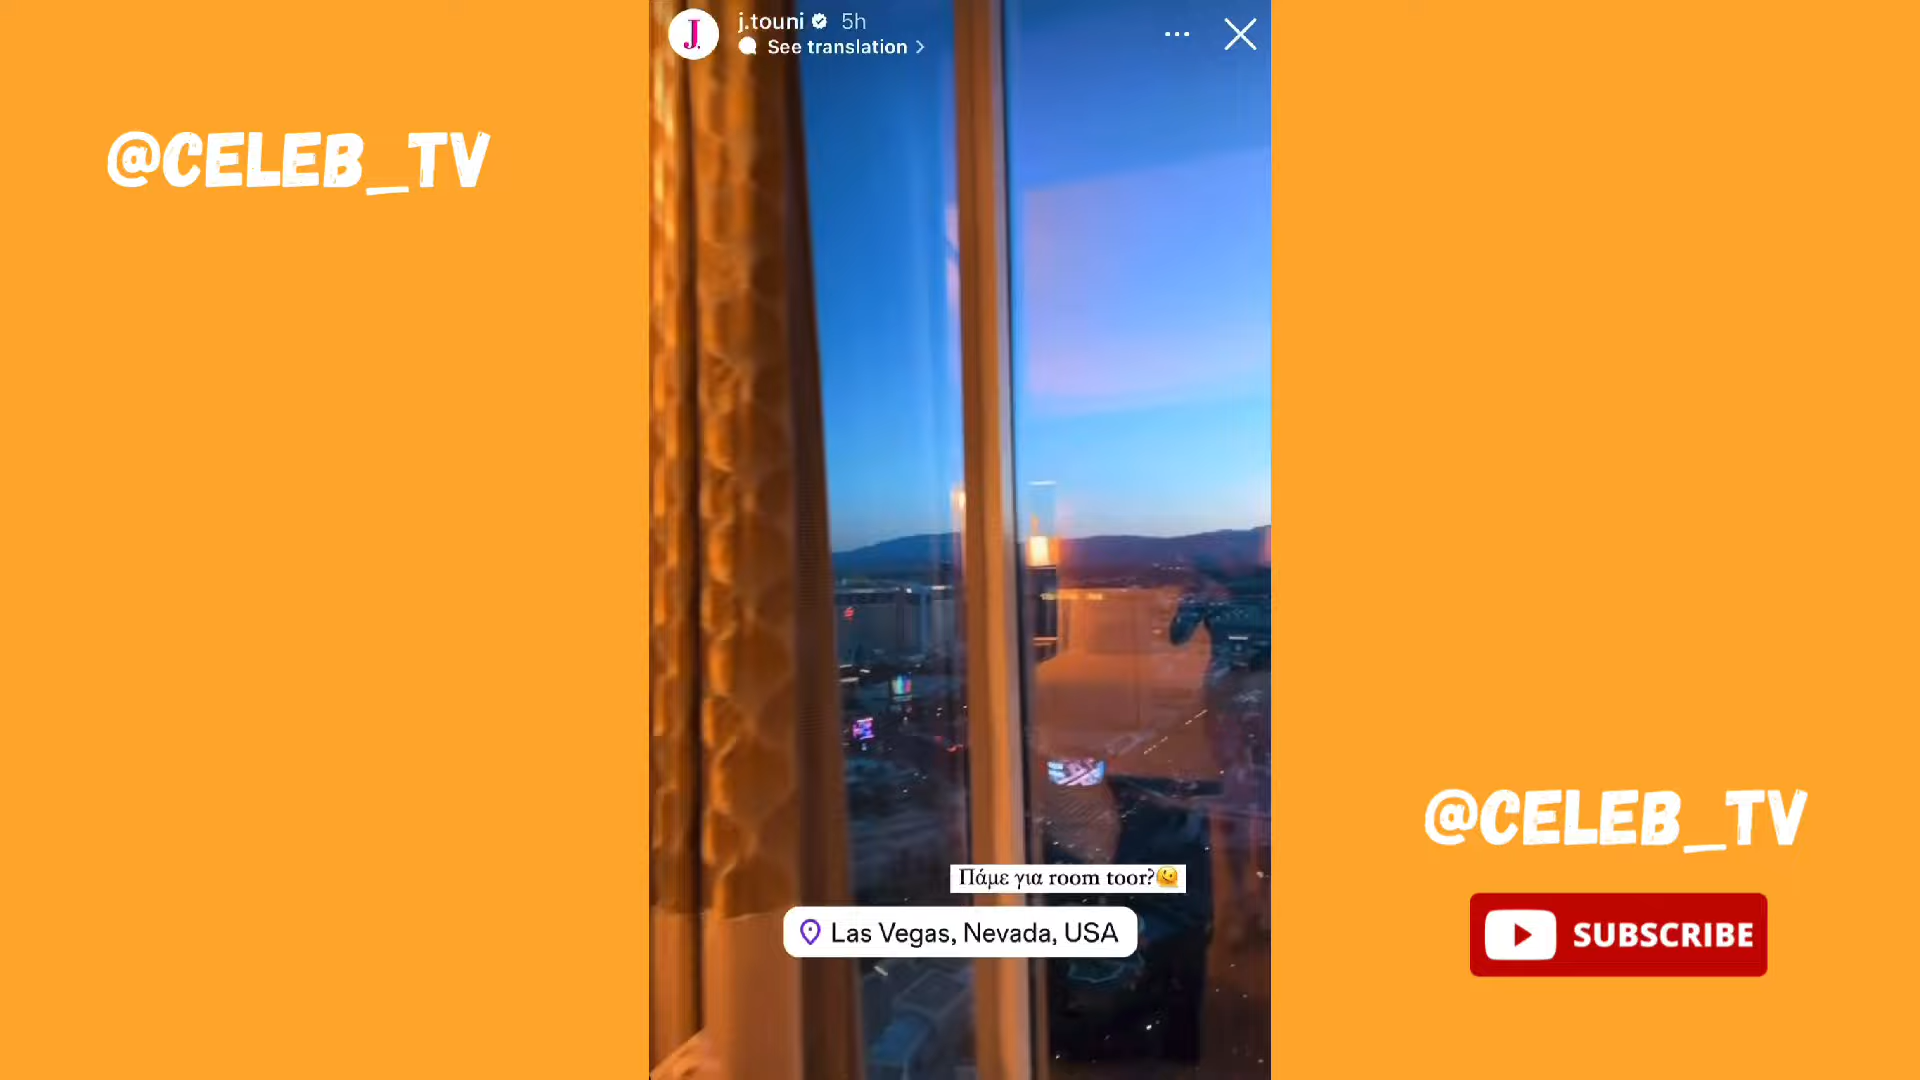 @CELEB_TV
J.
j.touni 5h
See translation
Πάμε για room toor?
Las Vegas, Nevada, USA
@CELEB_TV
SUBSCRIBE